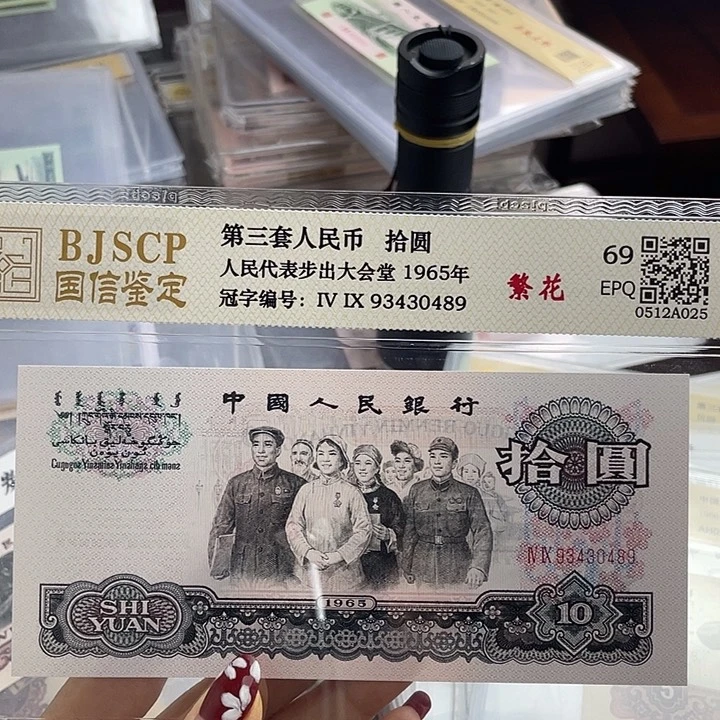 BJSCP
国信鉴定
第三套人民币 拾圆
人民代表步出大会堂 1965年
冠字编号：Ⅳ Ⅸ 93430489
繁花
69
EPQ
0512A025
中國人民銀行
拾圓
Ⅳ Ⅸ 93430489
1965
SHI
YUAN
10